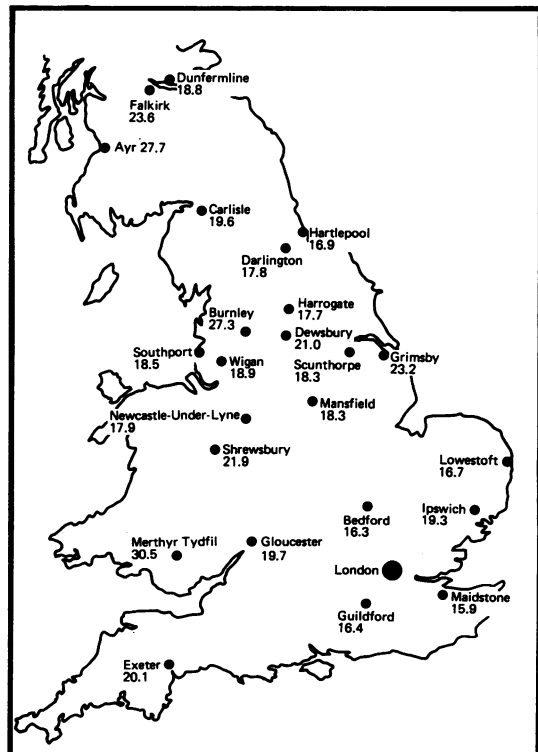 Dunfermline
18.8
Falkirk
23.6
Ayr 27.7
Carlisle
19.6
Hartlepool
16.9
Darlington
17.8
Harrogate
17.7
Burnley
27.3
Dewsbury
21.0
Southport
18.5
Wigan
18.9
Scunthorpe
18.3
Grimsby
23.2
Mansfield
18.3
Newcastle-Under-Lyne
17.9
Shrewsbury
21.9
Lowestoft
16.7
Bedford
16.3
Ipswich
19.3
Merthyr Tydfil
30.5
Gloucester
19.7
London
Maidstone
15.9
Guildford
16.4
Exeter
20.1